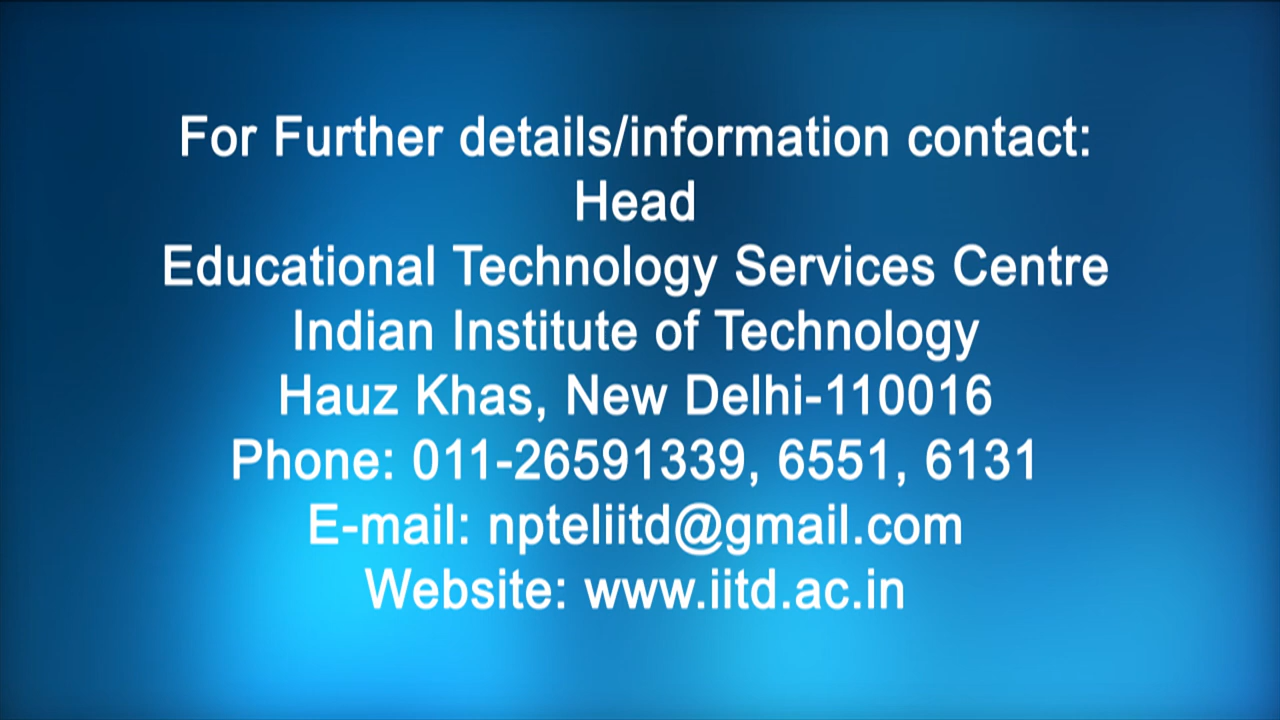 For Further details/information contact:
Head
Educational Technology Services Centre
Indian Institute of Technology
Hauz Khas, New Delhi-110016
Phone: 011-26591339, 6551, 6131
E-mail: npteliitd@gmail.com
Website: www.iitd.ac.in